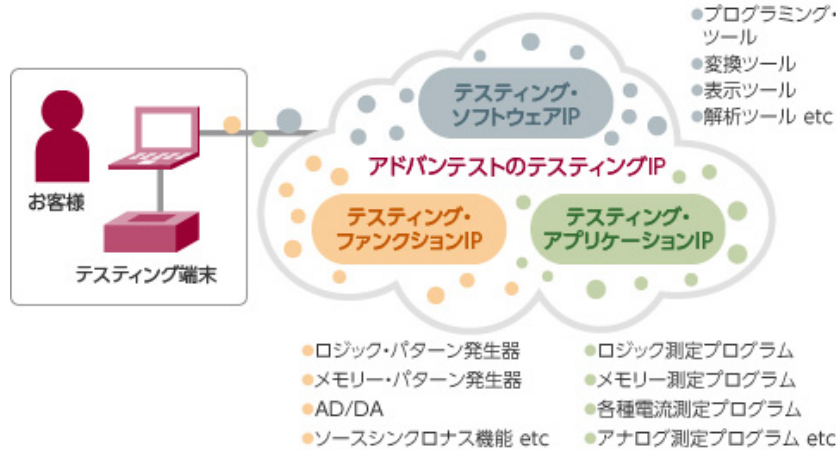 ●プログラミング・
ツール
●変換ツール
●表示ツール
●解析ツール etc
テスティング・
ソフトウェアIP
アドバンテストのテスティングIP
お客様
テスティング端末
テスティング・
ファンクションIP
テスティング・
アプリケーションIP
●ロジック・パターン発生器
●メモリー・パターン発生器
●AD/DA
●ソースシンクロナス機能 etc
●ロジック測定プログラム
●メモリー測定プログラム
●各種電流測定プログラム
●アナログ測定プログラム etc